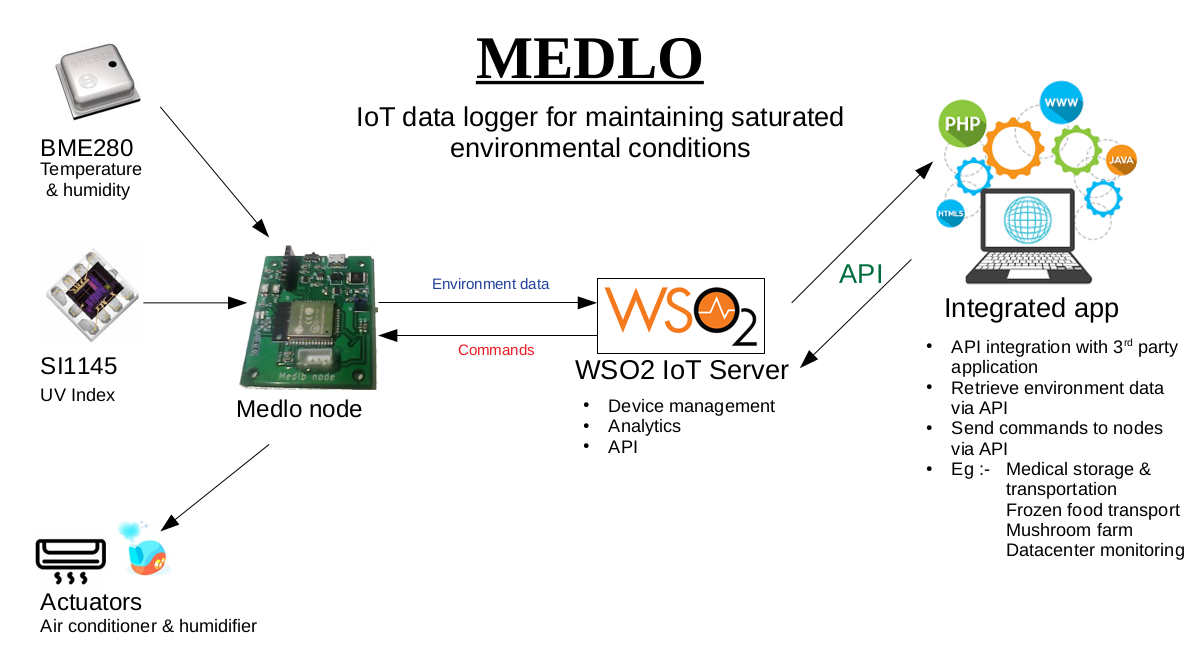 MEDLO
IoT data logger for maintaining saturated
environmental conditions
BME280
Temperature
& humidity
SI1145
UV Index
Medlo node
Medlo node
Environment data
Commands
WSO2
WSO2 IoT Server
• Device management
• Analytics
• API
API
PHP
WWW
JAVA
HTML5
Integrated app
• API integration with 3rd party
application
• Retrieve environment data
via API
• Send commands to nodes
via API
• Eg :- Medical storage &
transportation
Frozen food transport
Mushroom farm
Datacenter monitoring
Actuators
Air conditioner & humidifier